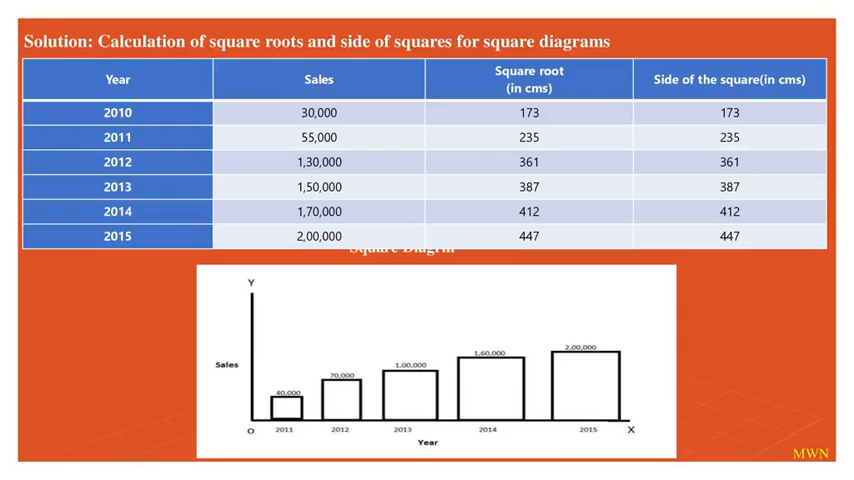 Solution: Calculation of square roots and side of squares for square diagrams
Year Sales Square root (in cms) Side of the square(in cms)
2010 30,000 173 173
2011 55,000 235 235
2012 1,30,000 361 361
2013 1,50,000 387 387
2014 1,70,000 412 412
2015 2,00,000 447 447
Square Diagrm
Y
2,00,000
1,60,000
1,00,000
70,000
40,000
Sales
O 2011 2012 2013 2014 2015 X
Year
MWN